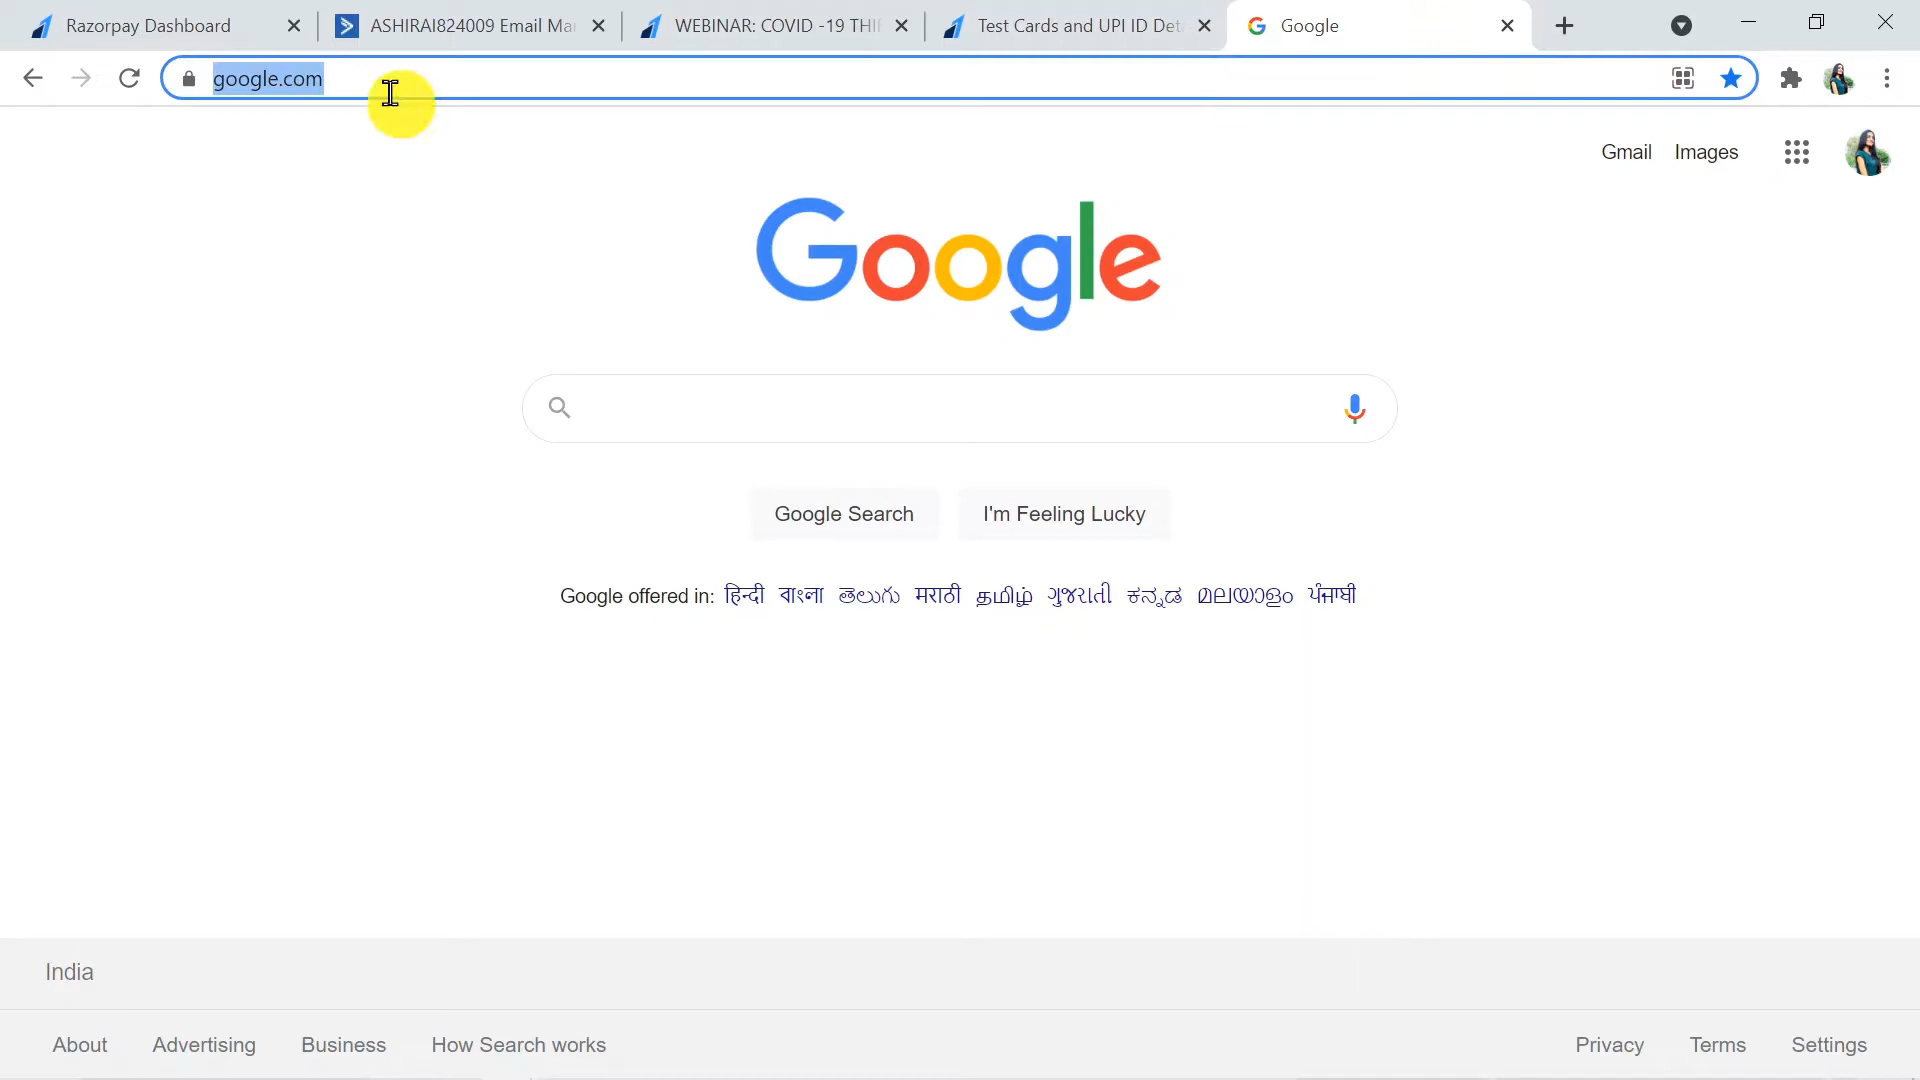 Razorpay Dashboard
ASHIRAI824009 Email Ma
WEBINAR: COVID -19 THI
Test Cards and UPI ID Det
Google
google.com
Gmail Images
Google
Google Search I'm Feeling Lucky
Google offered in: हिन्दी বাংলা తెలుగు मराठी தமிழ் ગુજરાતી ಕನ್ನಡ മലയാളം ਪੰਜਾਬੀ
India
About Advertising Business How Search works Privacy Terms Settings